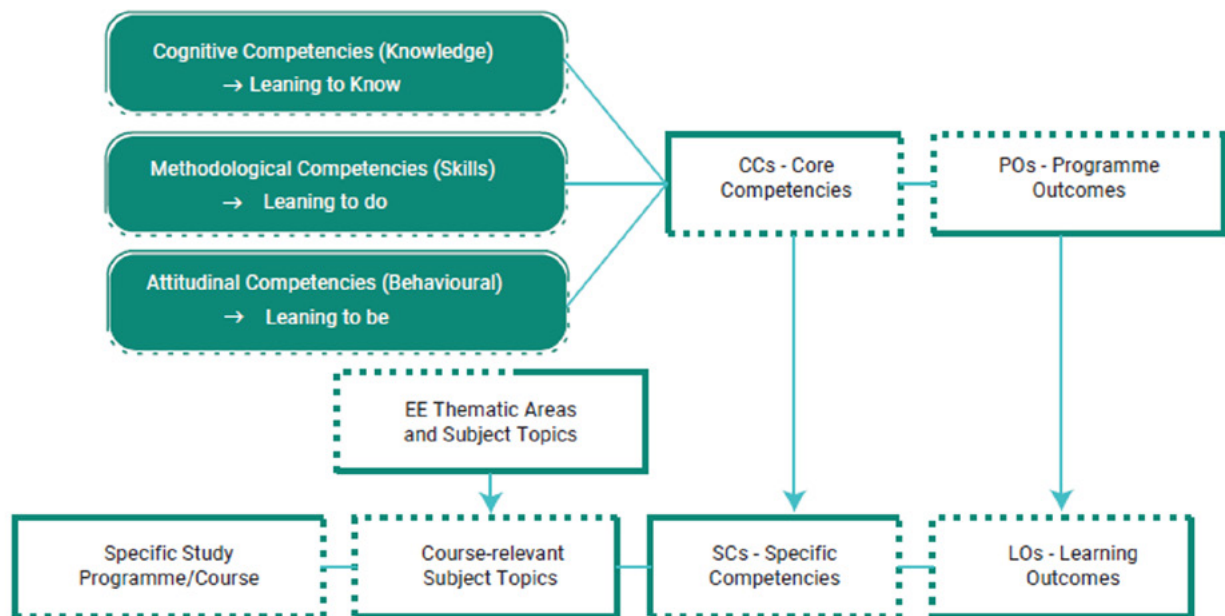 Cognitive Competencies (Knowledge)
→ Leaning to Know
Methodological Competencies (Skills)
→ Leaning to do
Attitudinal Competencies (Behavioural)
→ Leaning to be
CCs - Core
Competencies
POs - Programme
Outcomes
EE Thematic Areas
and Subject Topics
Specific Study
Programme/Course
Course-relevant
Subject Topics
SCs - Specific
Competencies
LOs - Learning
Outcomes